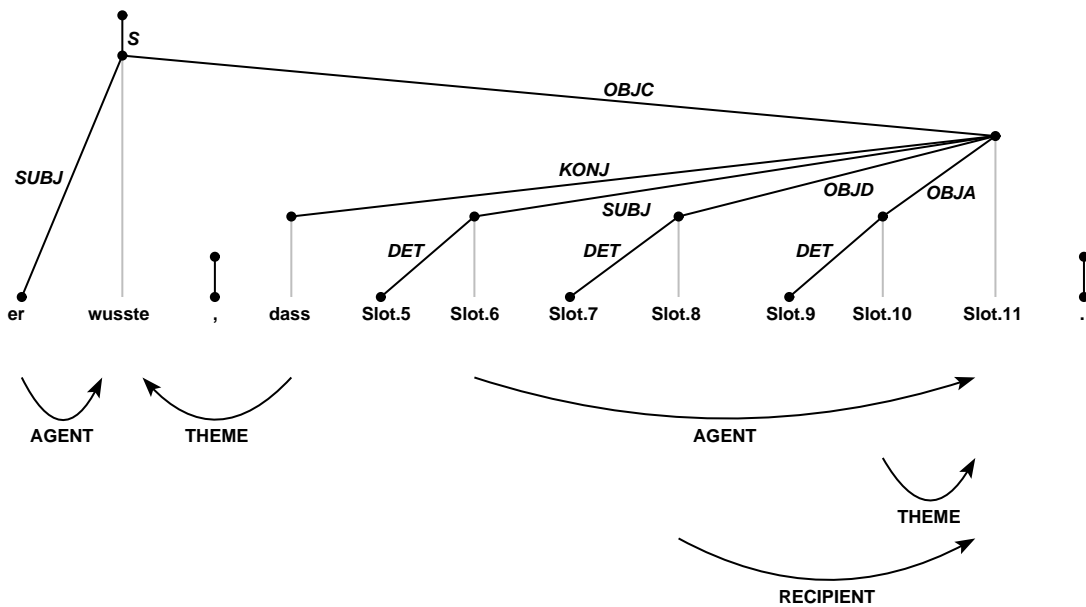 S
OBJC
SUBJ
KONJ
OBJD
OBJA
SUBJ
DET
DET
DET
er wusste , dass Slot.5 Slot.6 Slot.7 Slot.8 Slot.9 Slot.10 Slot.11 .
AGENT THEME AGENT
THEME
RECIPIENT